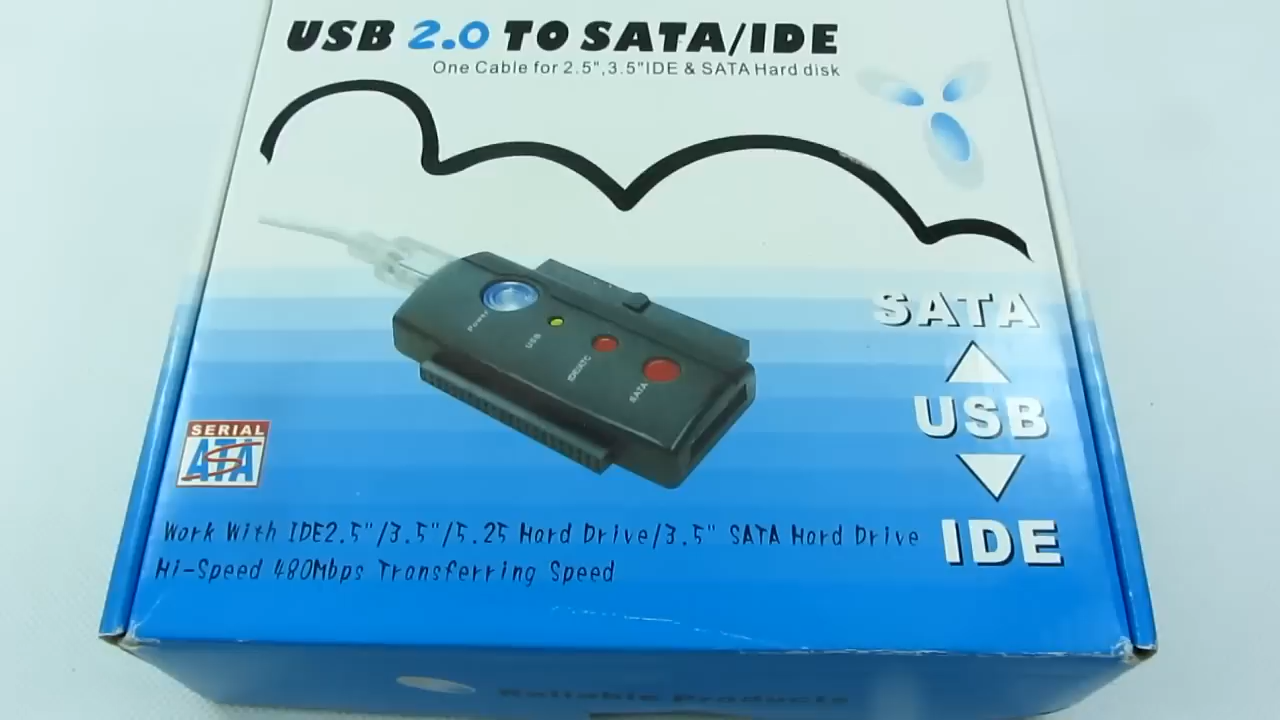 USB 2.0 TO SATA/IDE
One Cable for 2.5",3.5"IDE & SATA Hard disk
Power
USB
SATA
SATA
USB
IDE
SERIAL
ATA
Work With IDE2.5"/3.5"/5.25 Hard Drive/3.5" SATA Hard Drive
Hi-Speed 480Mbps Transferring Speed
Reliable Products